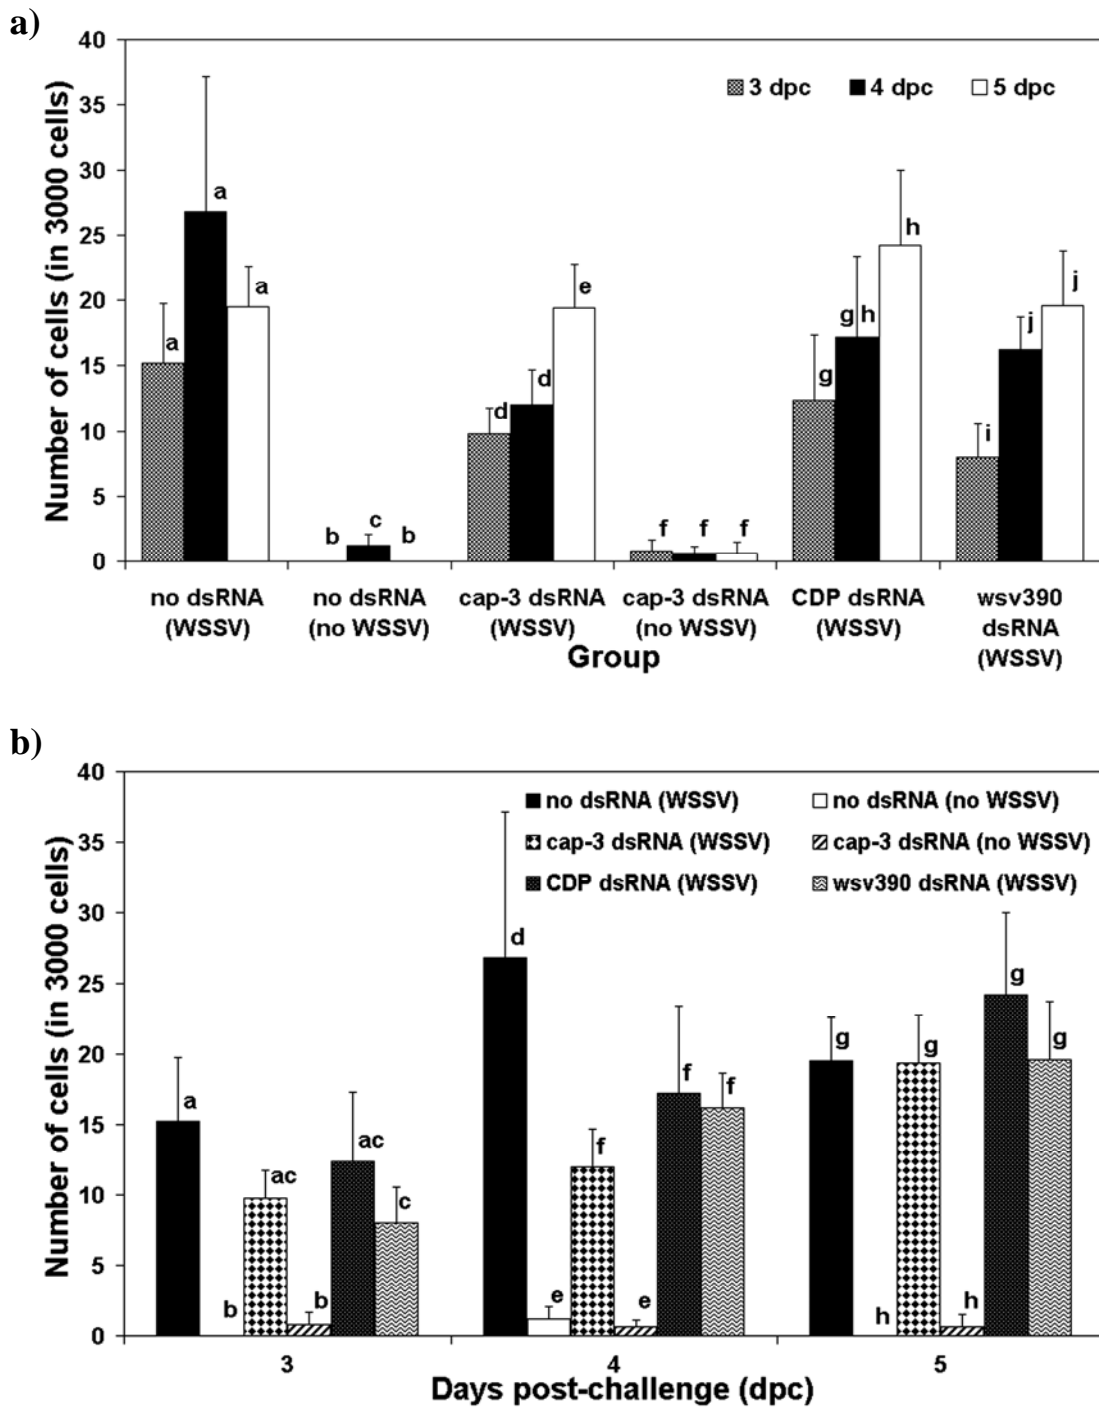 a)
Number of cells (in 3000 cells)
40
35
30
25
20
15
10
5
0
3 dpc 4 dpc 5 dpc
a a a
b c b
d d e
f f f
g g h h
i j j
no dsRNA (WSSV)
no dsRNA (no WSSV)
cap-3 dsRNA (WSSV)
cap-3 dsRNA (no WSSV)
CDP dsRNA (WSSV)
wsv390 dsRNA (WSSV)
Group
b)
Number of cells (in 3000 cells)
40
35
30
25
20
15
10
5
0
no dsRNA (WSSV) no dsRNA (no WSSV)
cap-3 dsRNA (WSSV) cap-3 dsRNA (no WSSV)
CDP dsRNA (WSSV) wsv390 dsRNA (WSSV)
a b ac b ac c
d e f e f f
g h g h g g
3 4 5
Days post-challenge (dpc)